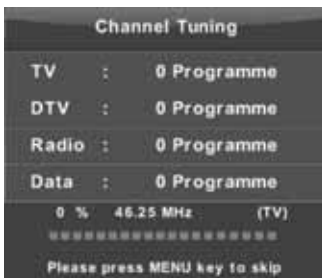 Channel Tuning
TV : 0 Programme
DTV : 0 Programme
Radio : 0 Programme
Data : 0 Programme
0 % 46.25 MHz (TV)
Please press MENU key to skip